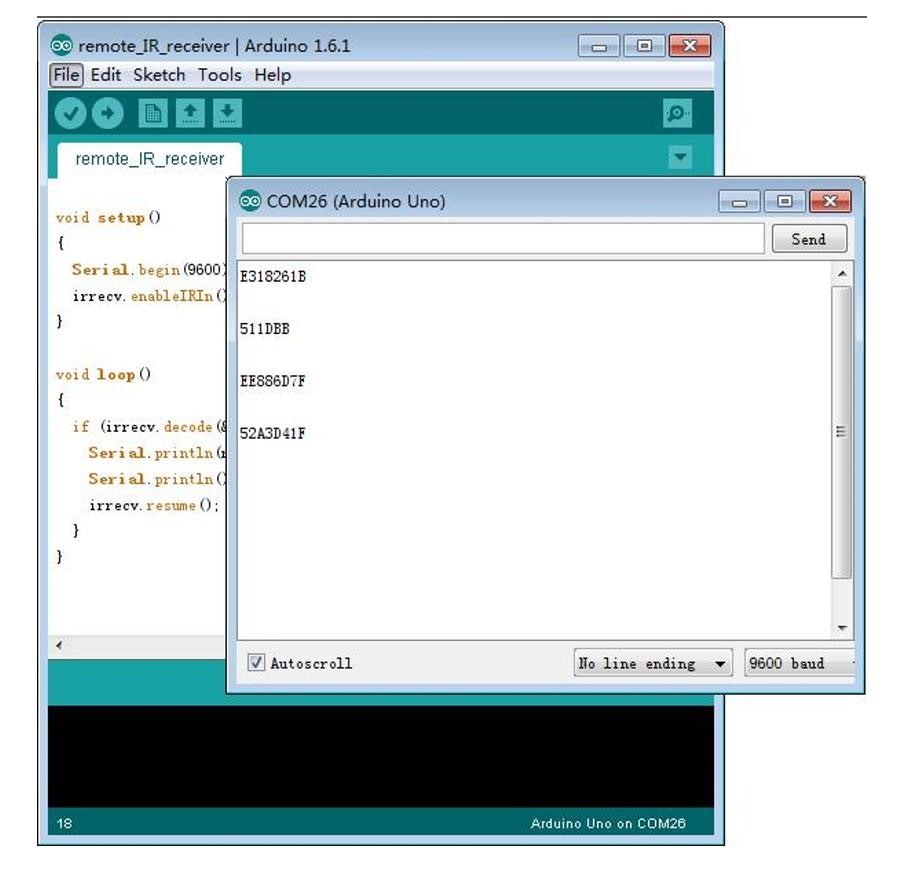 remote_IR_receiver | Arduino 1.6.1
File Edit Sketch Tools Help
remote_IR_receiver
void setup()
{
Serial.begin(9600)
irrecv.enableIRIn()
}
void loop()
{
if (irrecv.decode(&
Serial.println(
Serial.println()
irrecv.resume();
}
}
18
Arduino Uno on COM26
COM26 (Arduino Uno)
Send
E318261B
511DBB
EE886D7F
52A3D41F
Autoscroll
No line ending
9600 baud